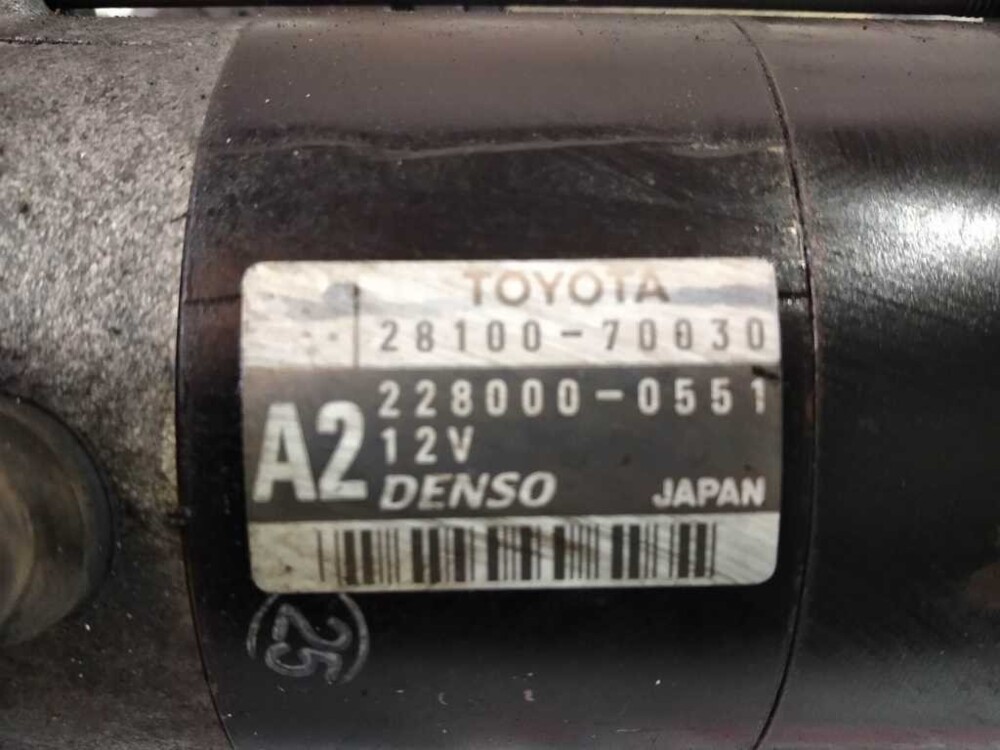 TOYOTA
28100-70030
228000-0551
12V
A2
DENSO JAPAN
25